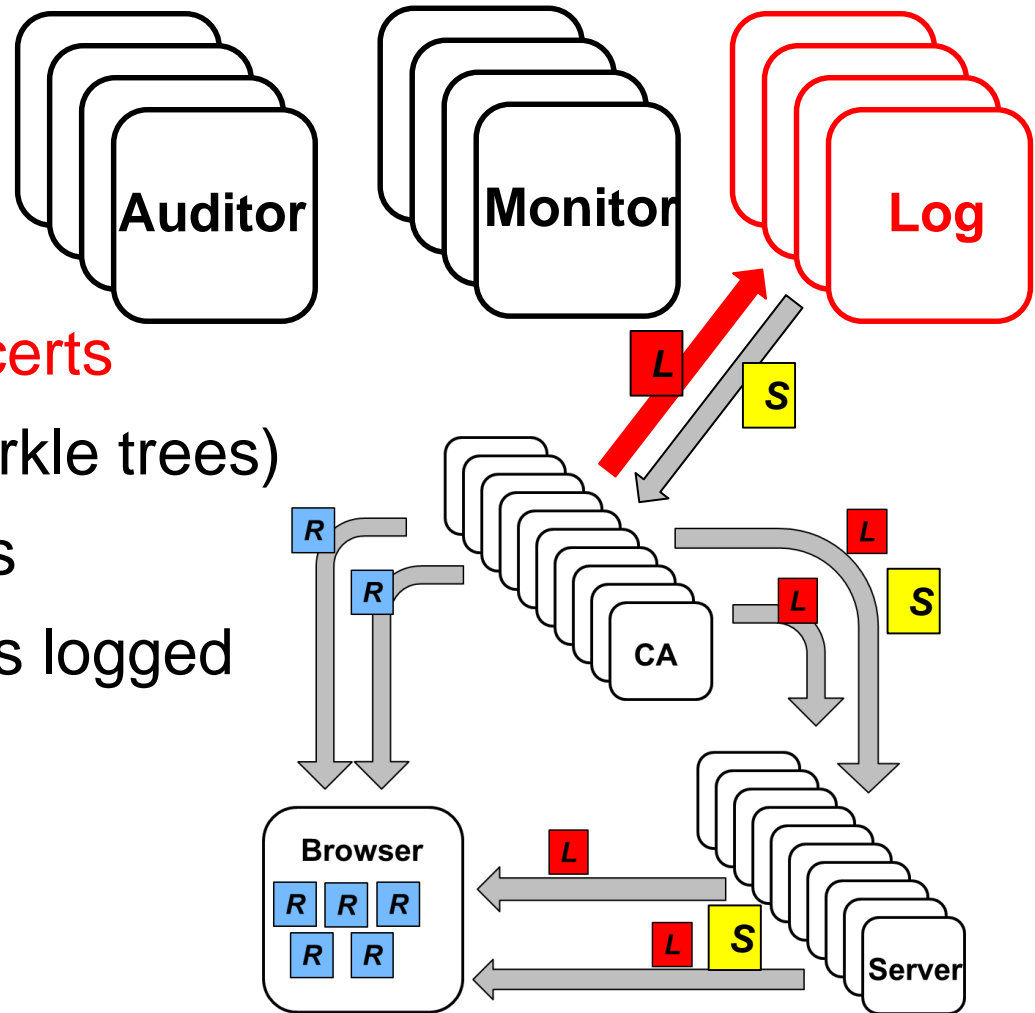 Auditor
Monitor
Log
certs
L
S
rkle trees)
R
L
s
R
L
S
s logged
CA
Browser
L
R R R
L
S
R R
Server